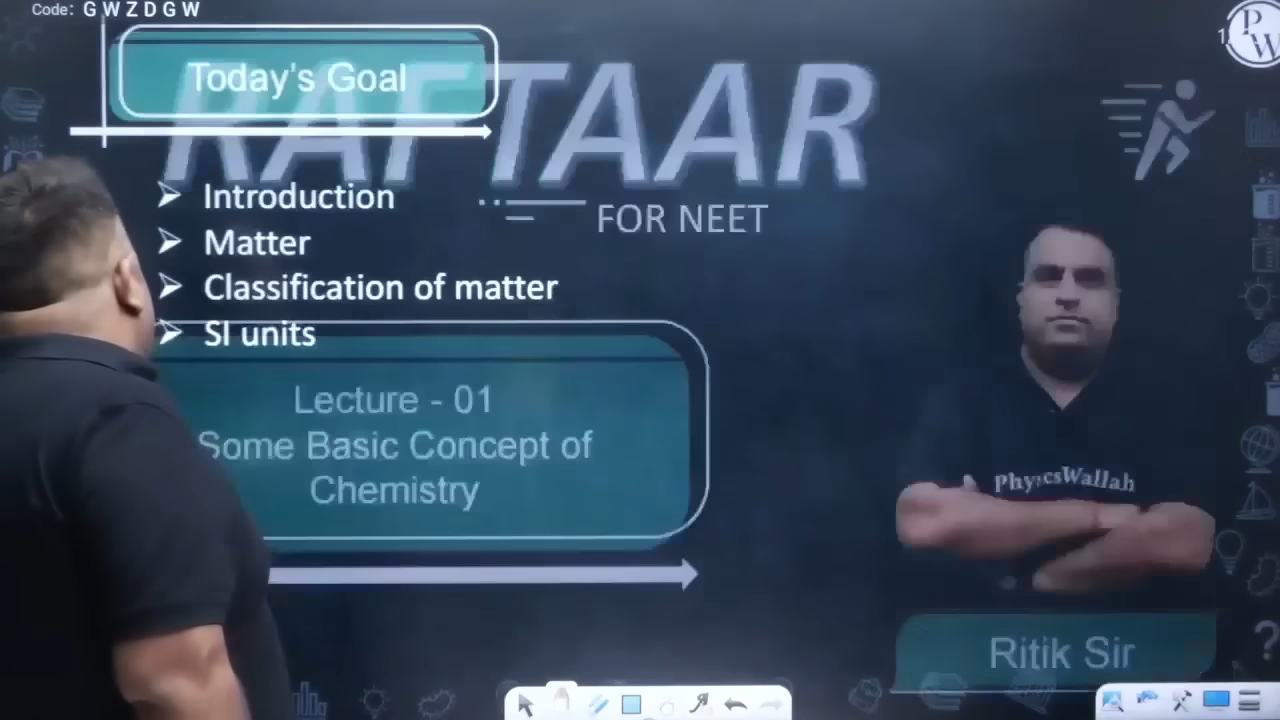 Code: GWZDGW
P
W
Today's Goal
RAFTAAR
FOR NEET
➢ Introduction
➢ Matter
➢ Classification of matter
➢ SI units
Lecture - 01
Some Basic Concept of
Chemistry
PhysicsWallah
Ritik Sir
?